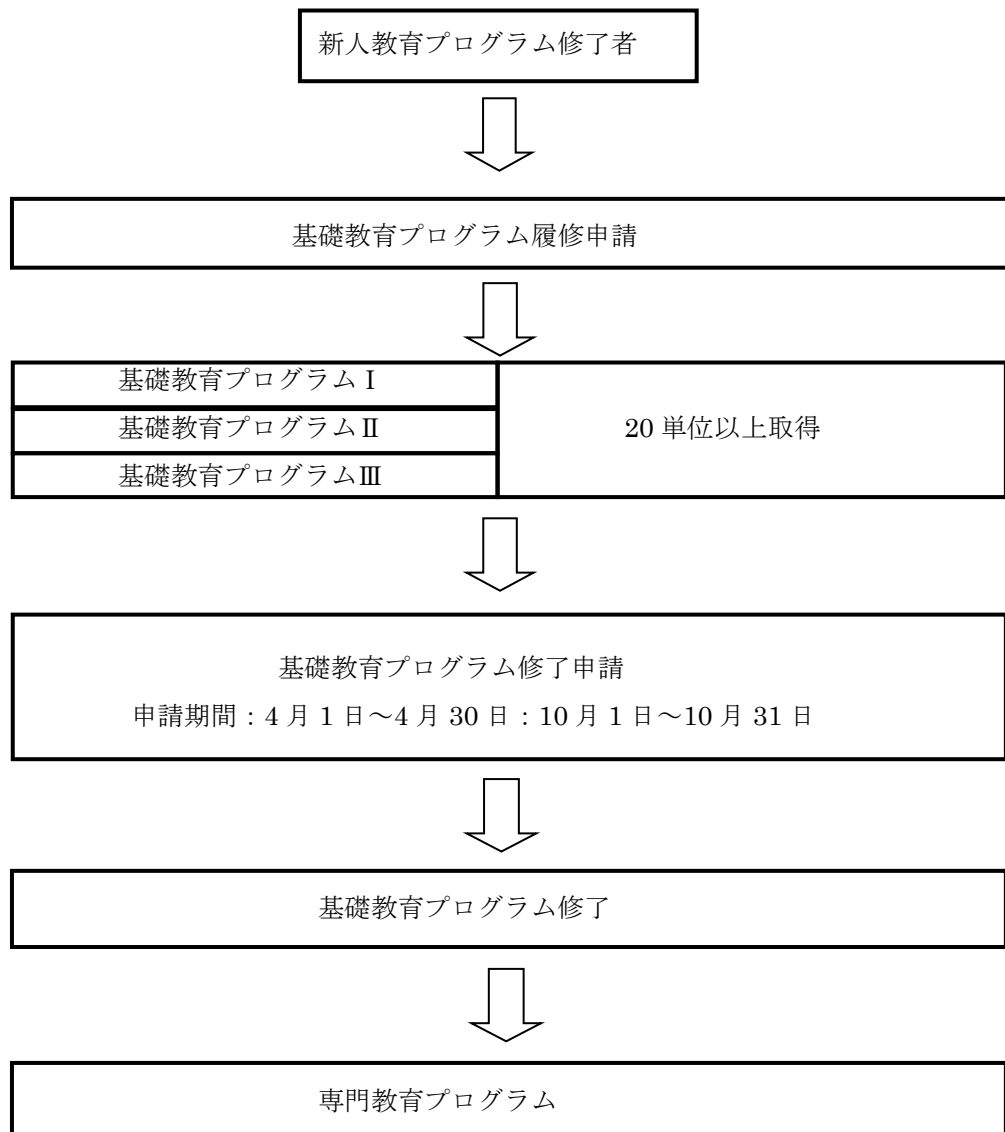 新人教育プログラム修了者
基礎教育プログラム履修申請
基礎教育プログラムⅠ
基礎教育プログラムⅡ
基礎教育プログラムⅢ
20 単位以上取得
基礎教育プログラム修了申請
申請期間：4 月 1 日～4 月 30 日：10 月 1 日～10 月 31 日
基礎教育プログラム修了
専門教育プログラム